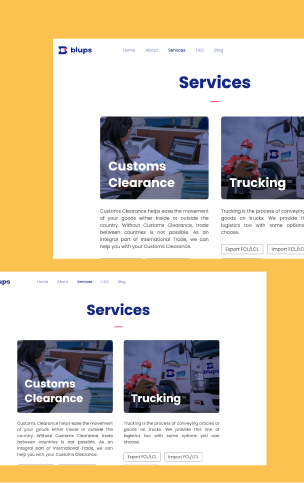 blups
Home About Services FAQ Blog
Services
Customs
Clearance
Trucking
Customs Clearance helps ease the movement
of your goods either inside or outside the
country. Without Customs Clearance, trade
between countries is not possible. As an
integral part of International Trade, we can
help you with your Customs Clearance.
Trucking is the process of conveying
goods on trucks. We provide th
logistics too with some options
choose.
Export FCL/LCL
Import FCL/LCL
ups
Home About Services FAQ Blog
Services
Customs
Clearance
Trucking
Customs Clearance helps ease the movement
of your goods either inside or outside the
country. Without Customs Clearance, trade
between countries is not possible. As an
integral part of International Trade, we can
help you with your Customs Clearance.
Trucking is the process of conveying articles or
goods on trucks. We provide this line of
logistics too with some options you can
choose.
Export FCL/LCL
Import FCL/LCL